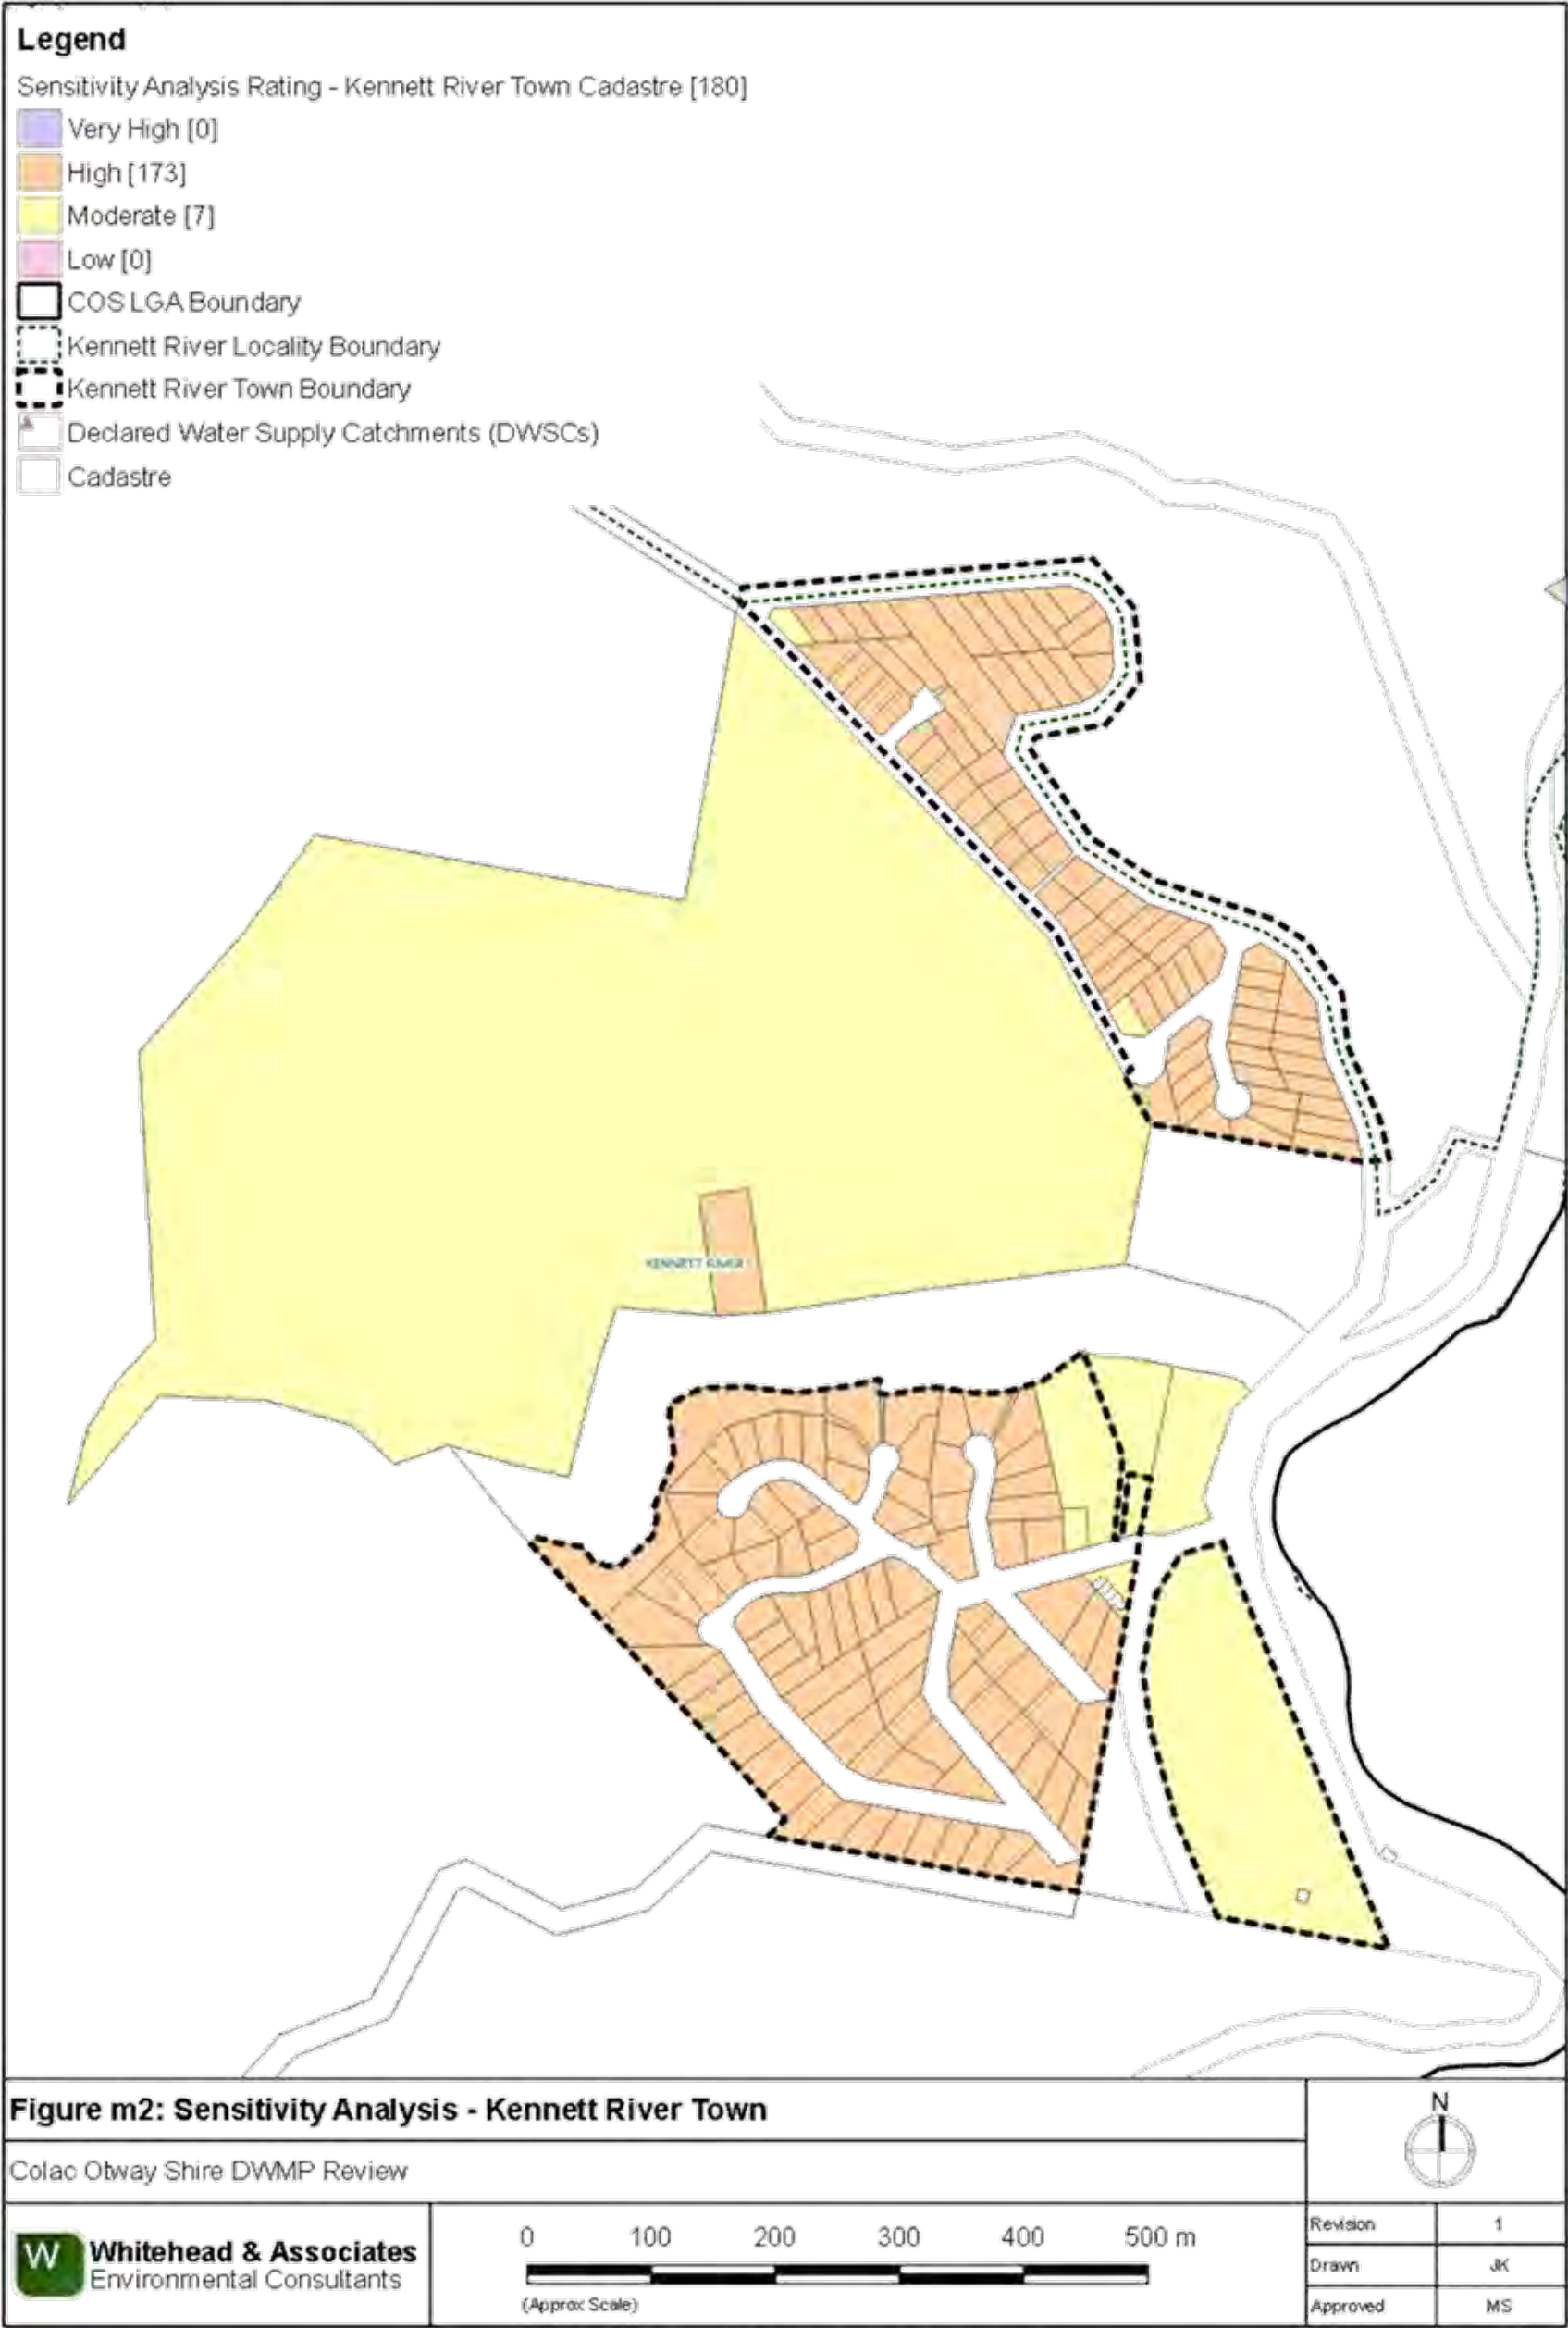 Legend
Sensitivity Analysis Rating - Kennett River Town Cadastre [180]
Very High [0]
High [173]
Moderate [7]
Low [0]
COS LGA Boundary
Kennett River Locality Boundary
Kennett River Town Boundary
Declared Water Supply Catchments (DWSCs)
Cadastre
KENNETT RIVER
Figure m2: Sensitivity Analysis - Kennett River Town
N
Colac Otway Shire DWMP Review
W
Whitehead & Associates
Environmental Consultants
0 100 200 300 400 500 m
(Approx Scale)
Revision 1
Drawn JK
Approved MS